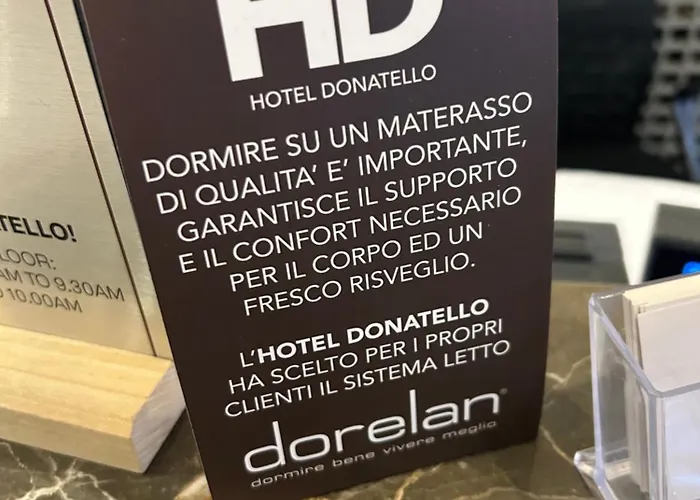 HD
HOTEL DONATELLO
DORMIRE SU UN MATERASSO
DI QUALITA' E' IMPORTANTE,
GARANTISCE IL SUPPORTO
E IL CONFORT NECESSARIO
PER IL CORPO ED UN
FRESCO RISVEGLIO.
L'HOTEL DONATELLO
HA SCELTO PER I PROPRI
CLIENTI IL SISTEMA LETTO
dorelan®
dormire bene vivere meglio
ATELLO!
LOOR:
AM TO 9.30AM
O 10.00AM